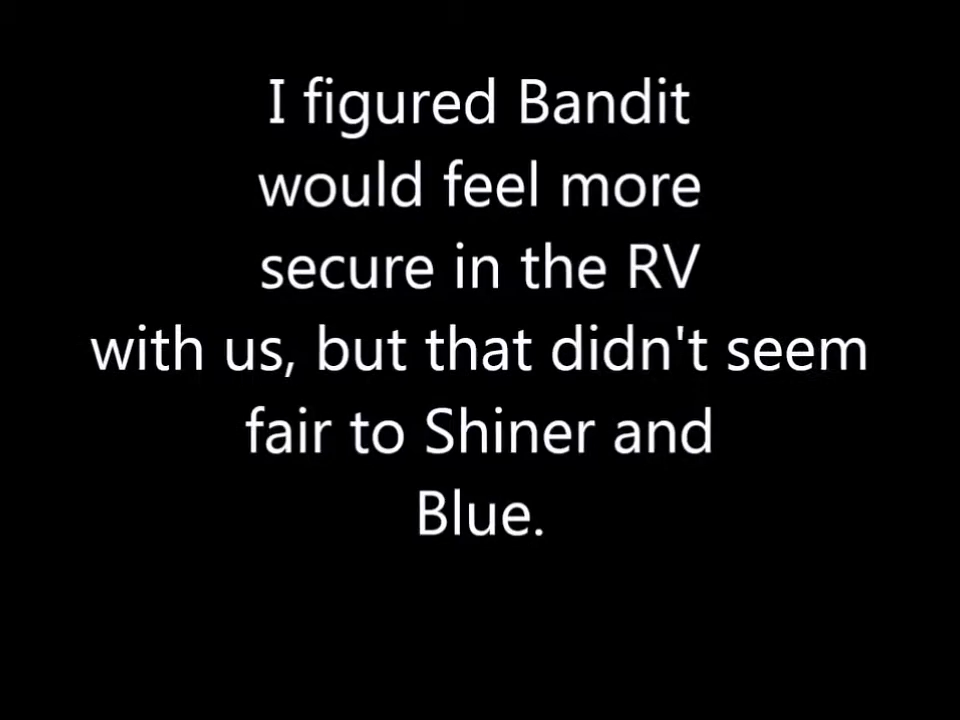 I figured Bandit
would feel more
secure in the RV
with us, but that didn't seem
fair to Shiner and
Blue.